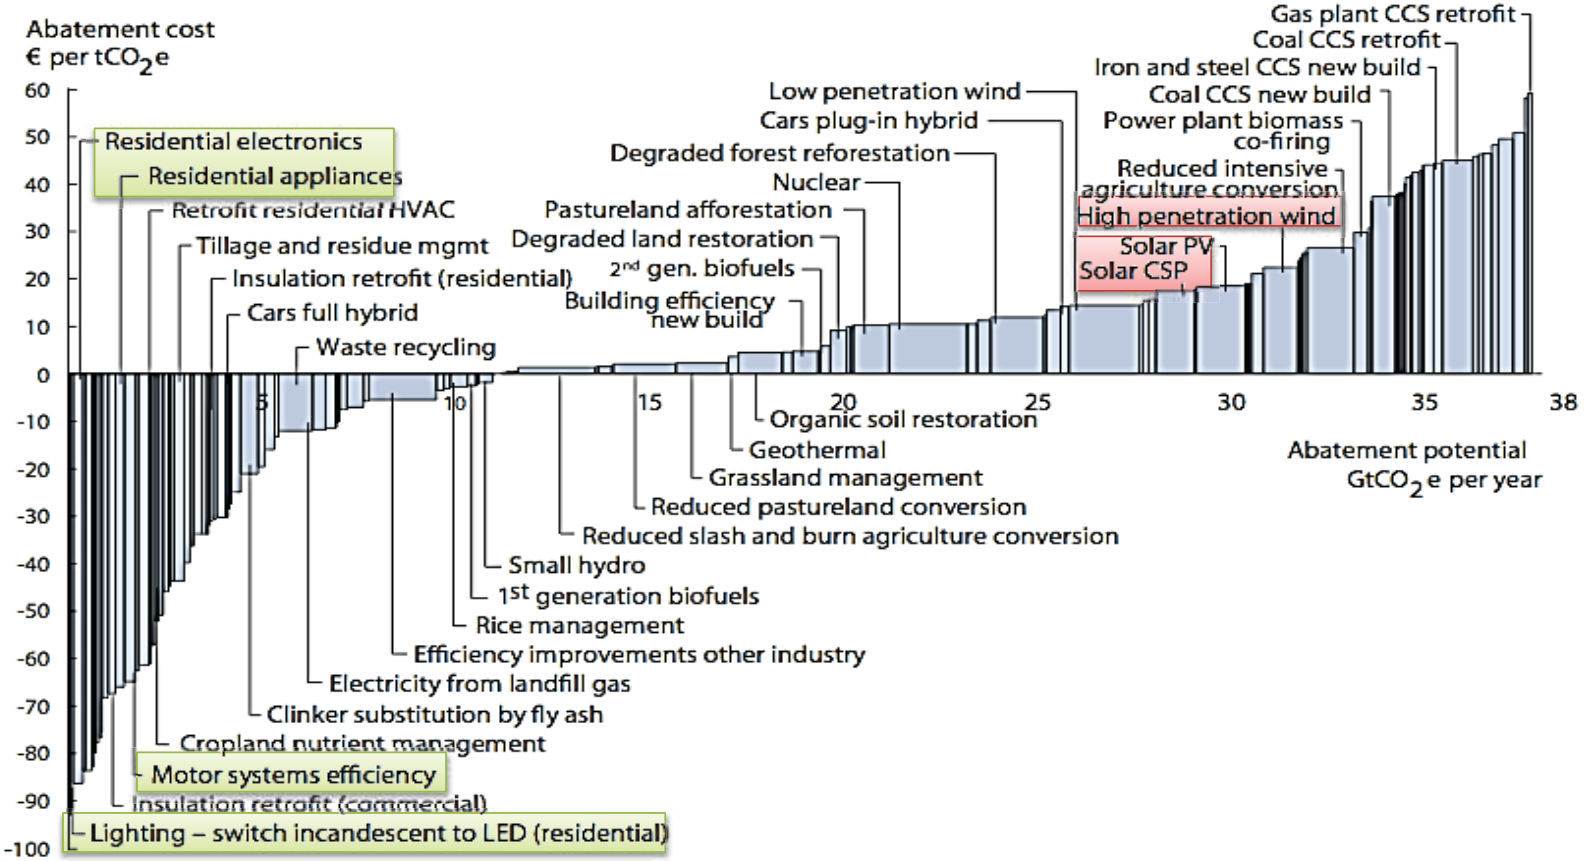 Abatement cost
€ per tCO2e
Gas plant CCS retrofit
Coal CCS retrofit
Iron and steel CCS new build
Coal CCS new build
Power plant biomass
co-firing
Reduced intensive
agriculture conversion
High penetration wind
Solar PV
Solar CSP
Low penetration wind
Cars plug-in hybrid
Degraded forest reforestation
Nuclear
Pastureland afforestation
Degraded land restoration
2nd gen. biofuels
Building efficiency
new build
Residential electronics
Residential appliances
Retrofit residential HVAC
Tillage and residue mgmt
Insulation retrofit (residential)
Cars full hybrid
Waste recycling
60
50
40
30
20
10
0
-10
-20
-30
-40
-50
-60
-70
-80
-90
-100
5
10
15
20
25
30
35
38
Abatement potential
GtCO2e per year
Organic soil restoration
Geothermal
Grassland management
Reduced pastureland conversion
Reduced slash and burn agriculture conversion
Small hydro
1st generation biofuels
Rice management
Efficiency improvements other industry
Electricity from landfill gas
Clinker substitution by fly ash
Cropland nutrient management
Motor systems efficiency
Insulation retrofit (commercial)
Lighting – switch incandescent to LED (residential)